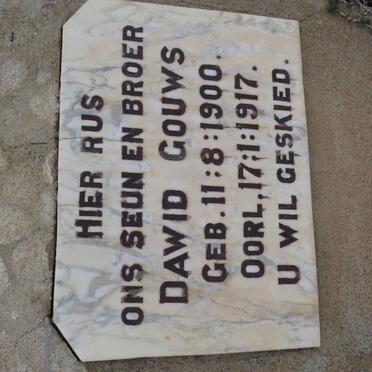 HIER RUS
ONS SEUN EN BROER
DAWID GOUWS
GEB. 11:8:1900.
OORL. 17:1:1917.
U WIL GESKIED.